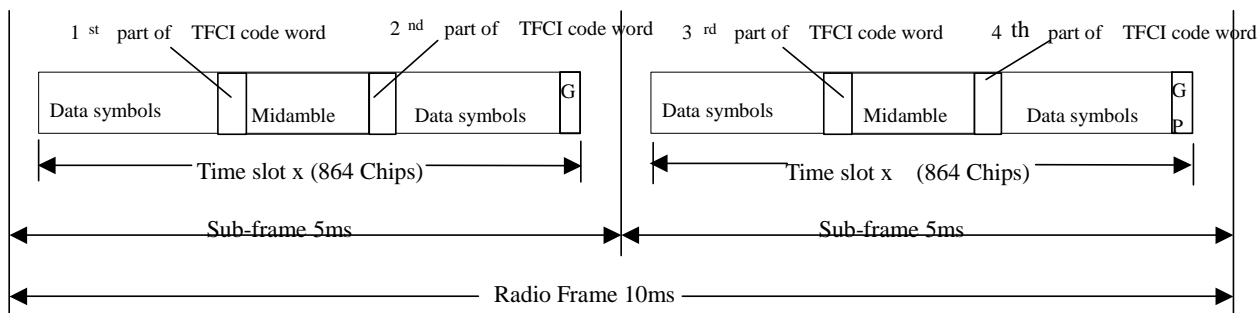 1 st part of TFCI code word
2 nd part of TFCI code word
3 rd part of TFCI code word
4 th part of TFCI code word
Data symbols
Midamble
Data symbols
G
Data symbols
Midamble
Data symbols
G
P
Time slot x (864 Chips)
Time slot x (864 Chips)
Sub-frame 5ms
Sub-frame 5ms
Radio Frame 10ms